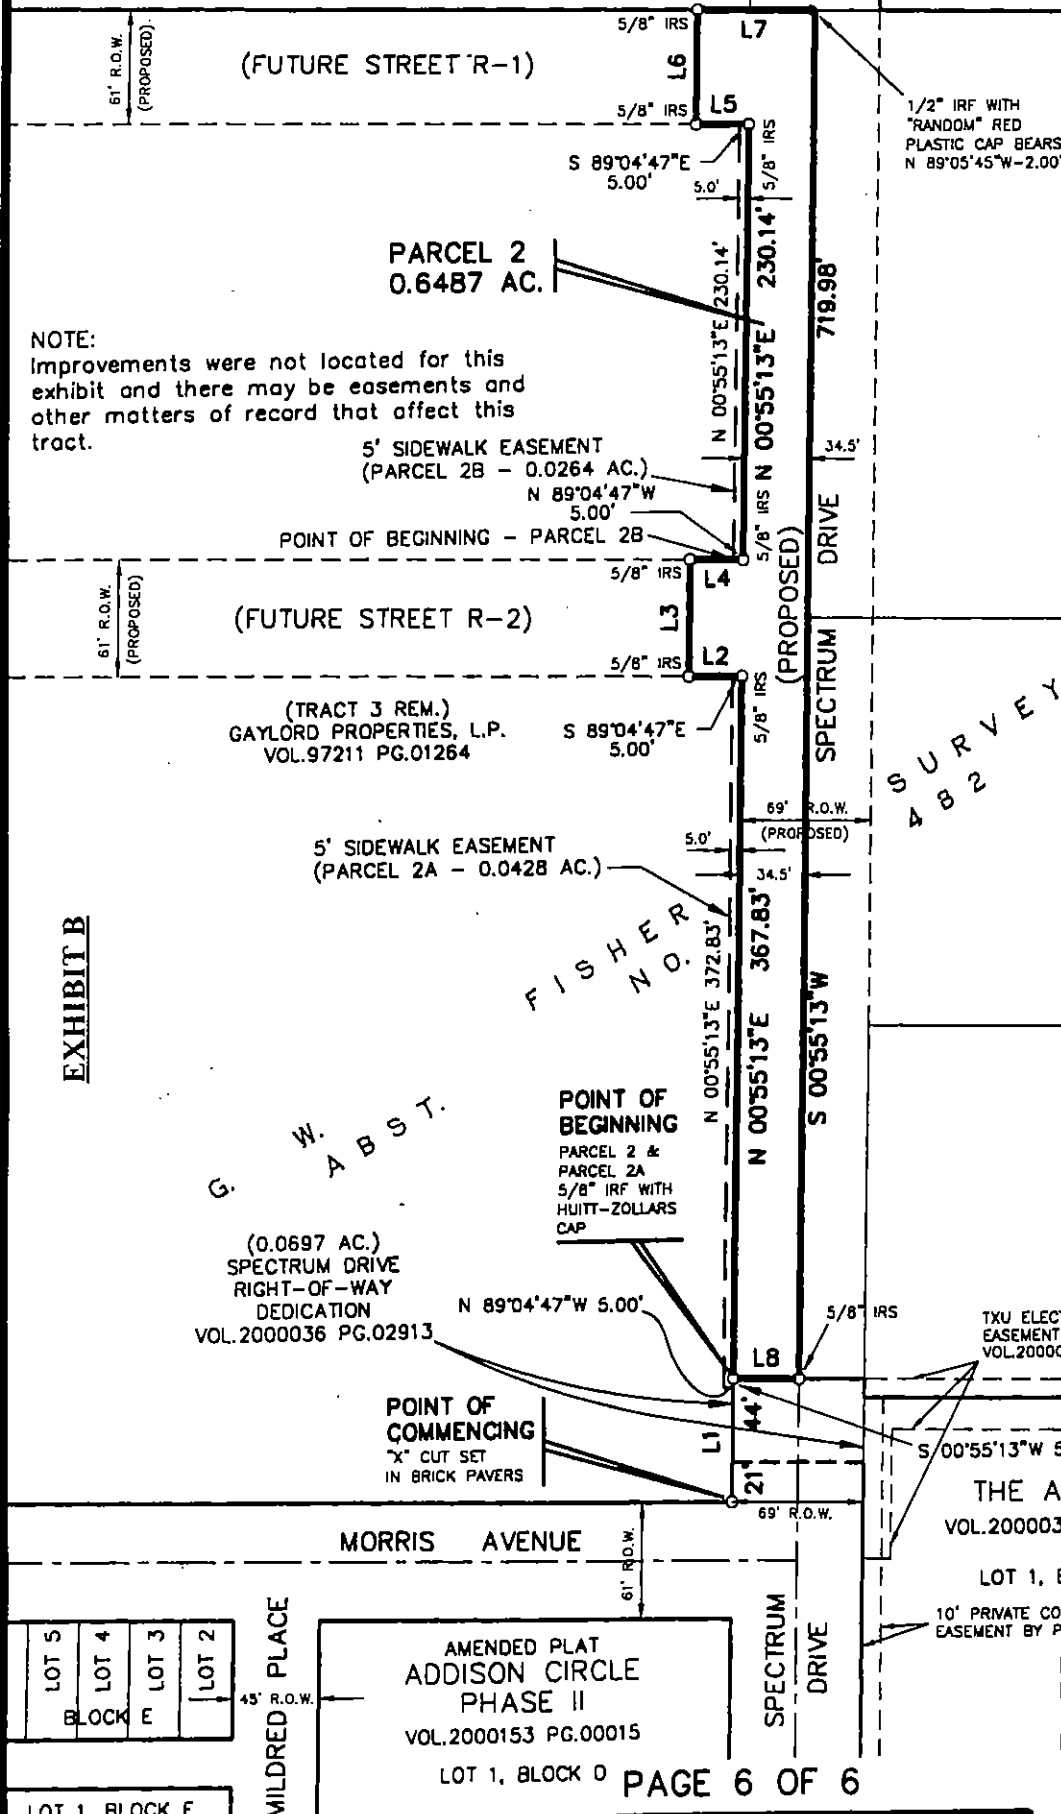 5/8" IRS
L7
61' R.O.W.
(PROPOSED)
(FUTURE STREET R-1)
L6
5/8" IRS
L5
1/2" IRF WITH
"RANDOM" RED
PLASTIC CAP BEARS
N 89°05'45"W-2.00'
S 89°04'47"E
5.00'
5.0'
5/8" IRS
PARCEL 2
0.6487 AC.
N 00°55'13"E 230.14'
N 00°55'13"E 230.14'
719.98'
NOTE:
Improvements were not located for this
exhibit and there may be easements and
other matters of record that affect this
tract.
5' SIDEWALK EASEMENT
(PARCEL 2B - 0.0264 AC.)
34.5'
N 89°04'47"W
5.00'
POINT OF BEGINNING - PARCEL 2B
5/8" IRS
5/8" IRS
L4
61' R.O.W.
(PROPOSED)
(FUTURE STREET R-2)
L3
5/8" IRS
L2
(PROPOSED)
SPECTRUM DRIVE
5/8" IRS
(TRACT 3 REM.)
GAYLORD PROPERTIES, L.P.
VOL.97211 PG.01264
S 89°04'47"E
5.00'
SURVEY
482
69' R.O.W.
(PROPOSED)
5.0'
34.5'
5' SIDEWALK EASEMENT
(PARCEL 2A - 0.0428 AC.)
FISHER
NO.
EXHIBIT B
N 00°55'13"E 372.83'
N 00°55'13"E 367.83'
S 00°55'13"W
G. W.
ABST.
POINT OF
BEGINNING
PARCEL 2 &
PARCEL 2A
5/8" IRF WITH
HUITT-ZOLLARS
CAP
(0.0697 AC.)
SPECTRUM DRIVE
RIGHT-OF-WAY
DEDICATION
VOL.2000036 PG.02913
N 89°04'47"W 5.00'
5/8" IRS
L8
TXU ELEC
EASEMENT
VOL.2000
POINT OF
COMMENCING
"X" CUT SET
IN BRICK PAVERS
L1
44'
21'
S 00°55'13"W 5
THE A
VOL.200003
69' R.O.W.
MORRIS AVENUE
61' R.O.W.
LOT 1,
10' PRIVATE CO
EASEMENT BY P
LOT 5
LOT 4
LOT 3
LOT 2
BLOCK E
45' R.O.W.
MILDRED PLACE
AMENDED PLAT
ADDISON CIRCLE
PHASE II
VOL.2000153 PG.00015
LOT 1, BLOCK D
SPECTRUM
DRIVE
PAGE 6 OF 6
LOT 1, BLOCK F